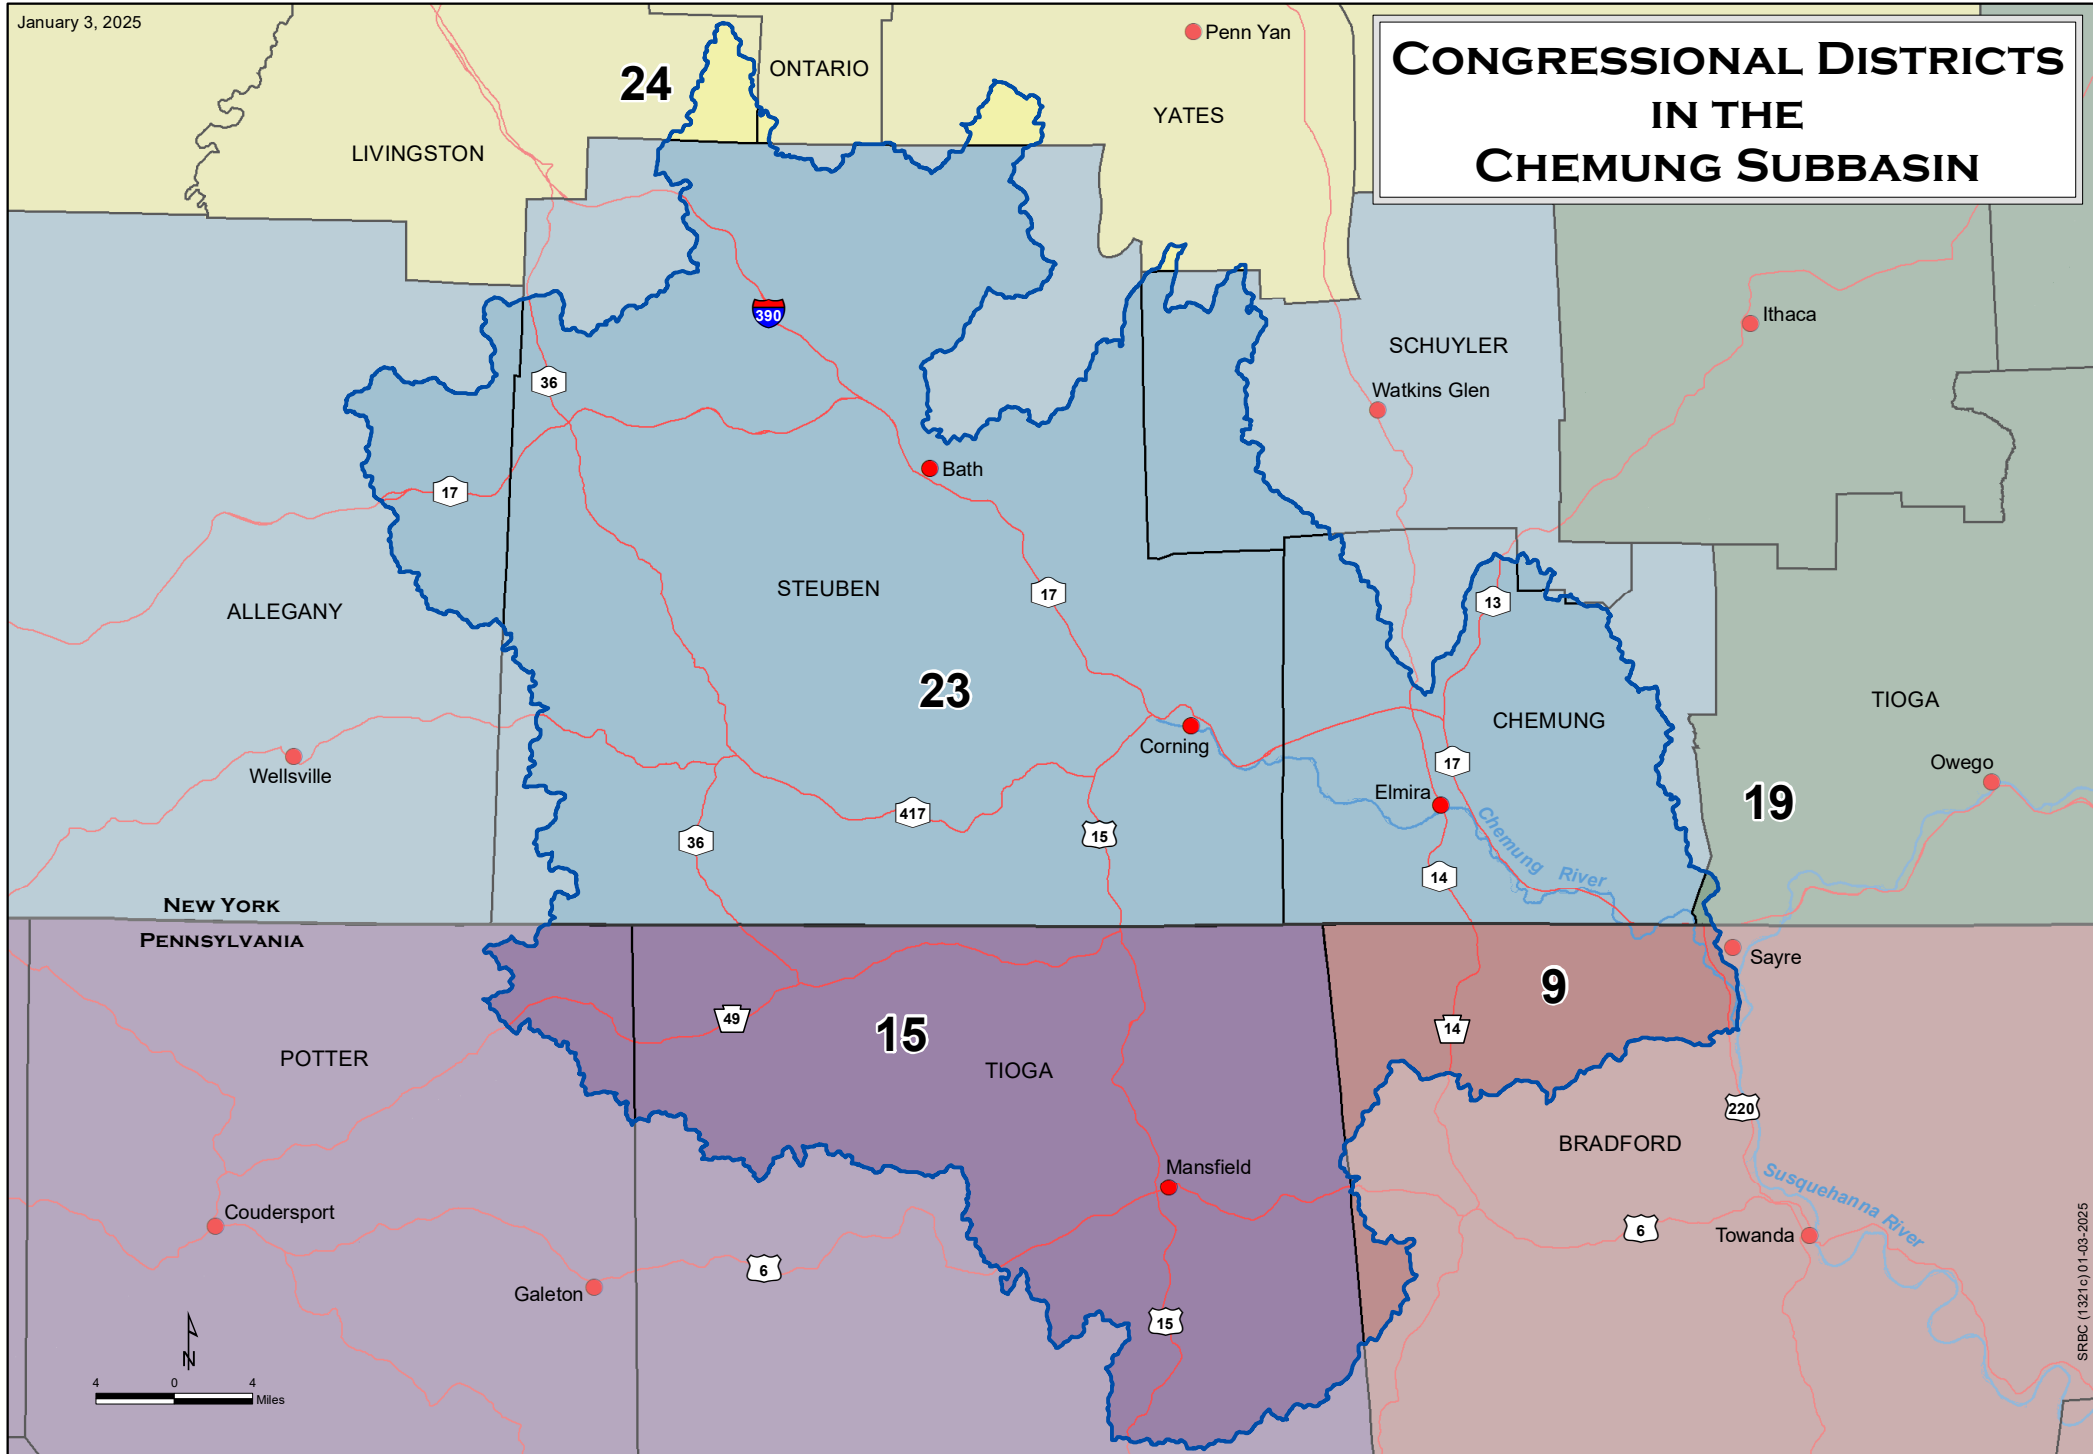 January 3, 2025
CONGRESSIONAL DISTRICTS
IN THE
CHEMUNG SUBBASIN
Penn Yan
ONTARIO
24
YATES
LIVINGSTON
390
Ithaca
SCHUYLER
36
Watkins Glen
Bath
17
STEUBEN
17
13
ALLEGANY
23
TIOGA
CHEMUNG
Corning
Wellsville
17
Owego
Elmira
19
417
36
15
Chemung River
14
NEW YORK
PENNSYLVANIA
Sayre
9
49
15
14
POTTER
TIOGA
220
BRADFORD
Mansfield
Susquehanna River
Coudersport
6
Towanda
6
Galeton
15
N
4 0 4
Miles
SRBC (1321c) 01-03-2025